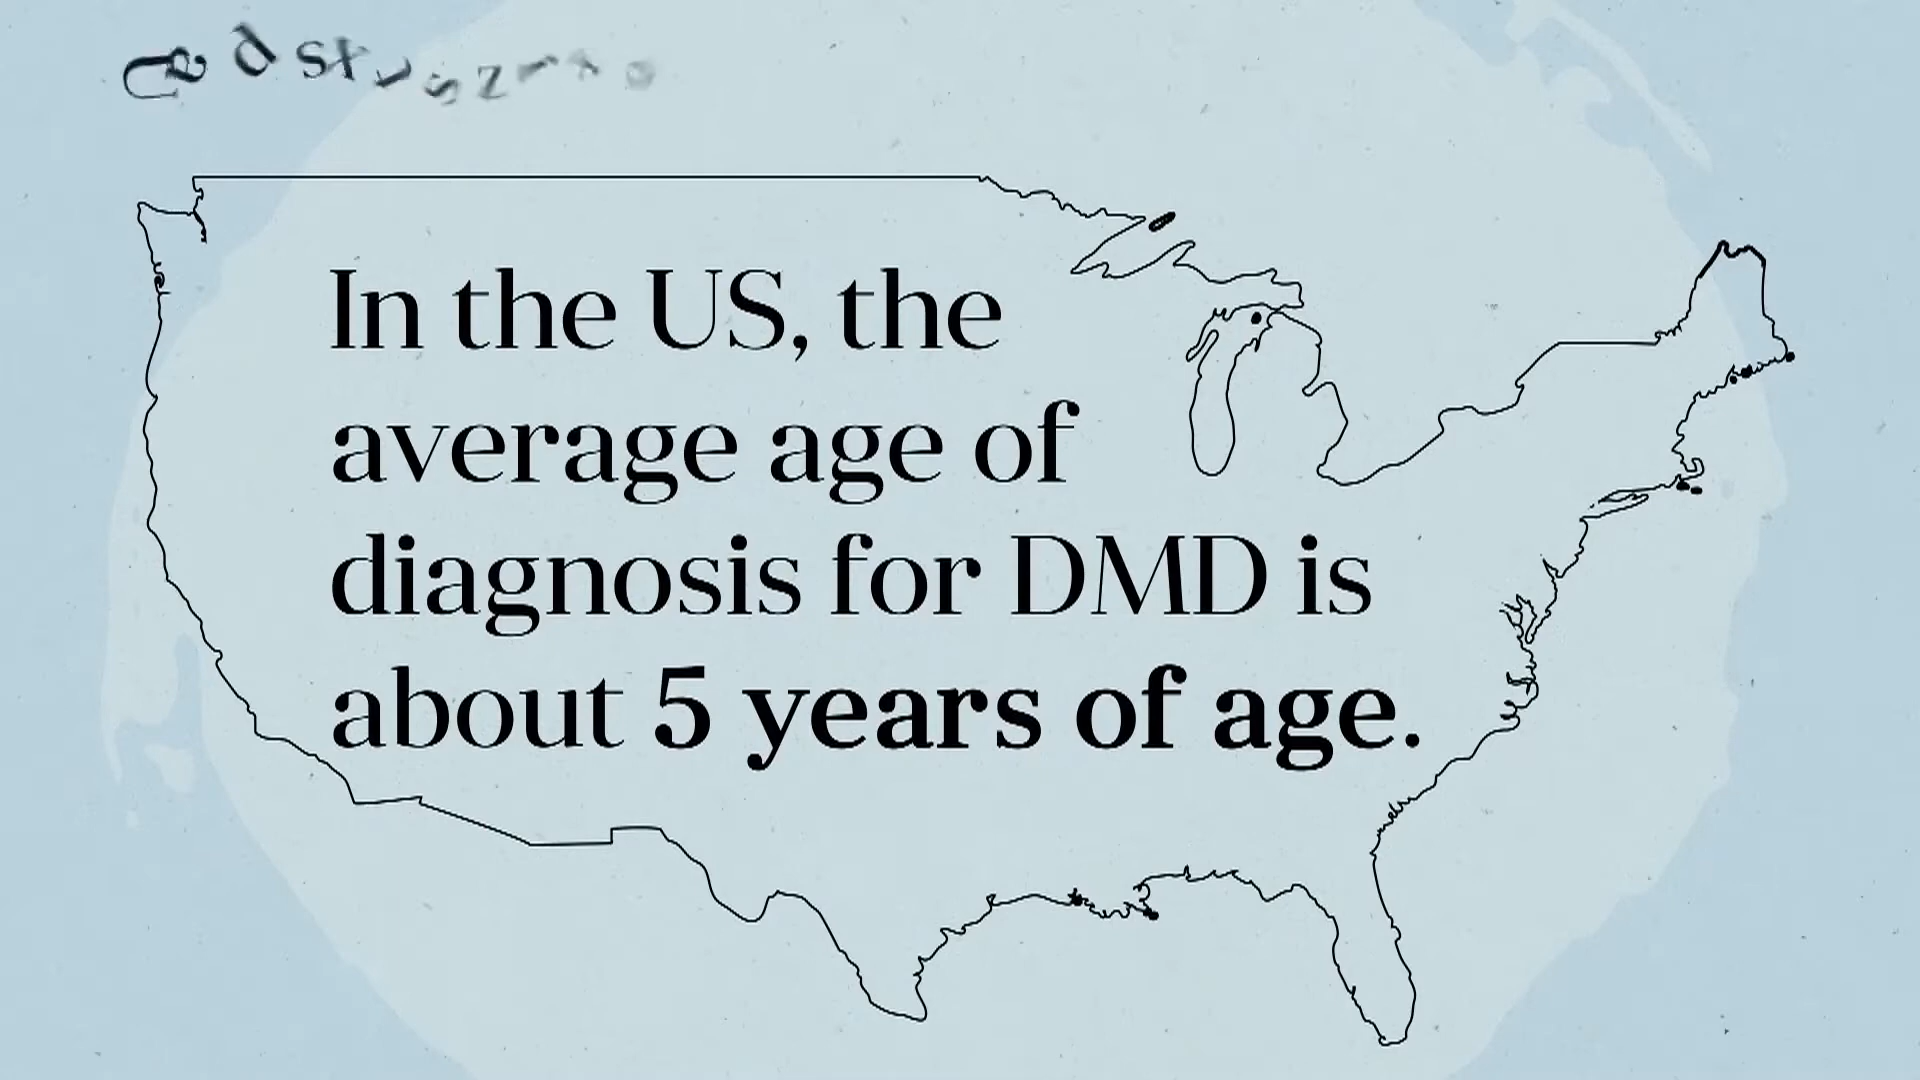 In the US, the
average age of
diagnosis for DMD is
about 5 years of age.